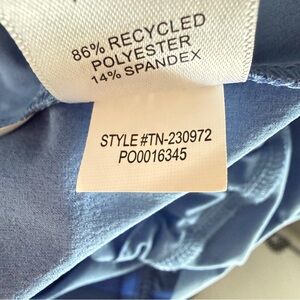 86% RECYCLED
POLYESTER
14% SPANDEX
STYLE #TN-230972
PO0016345